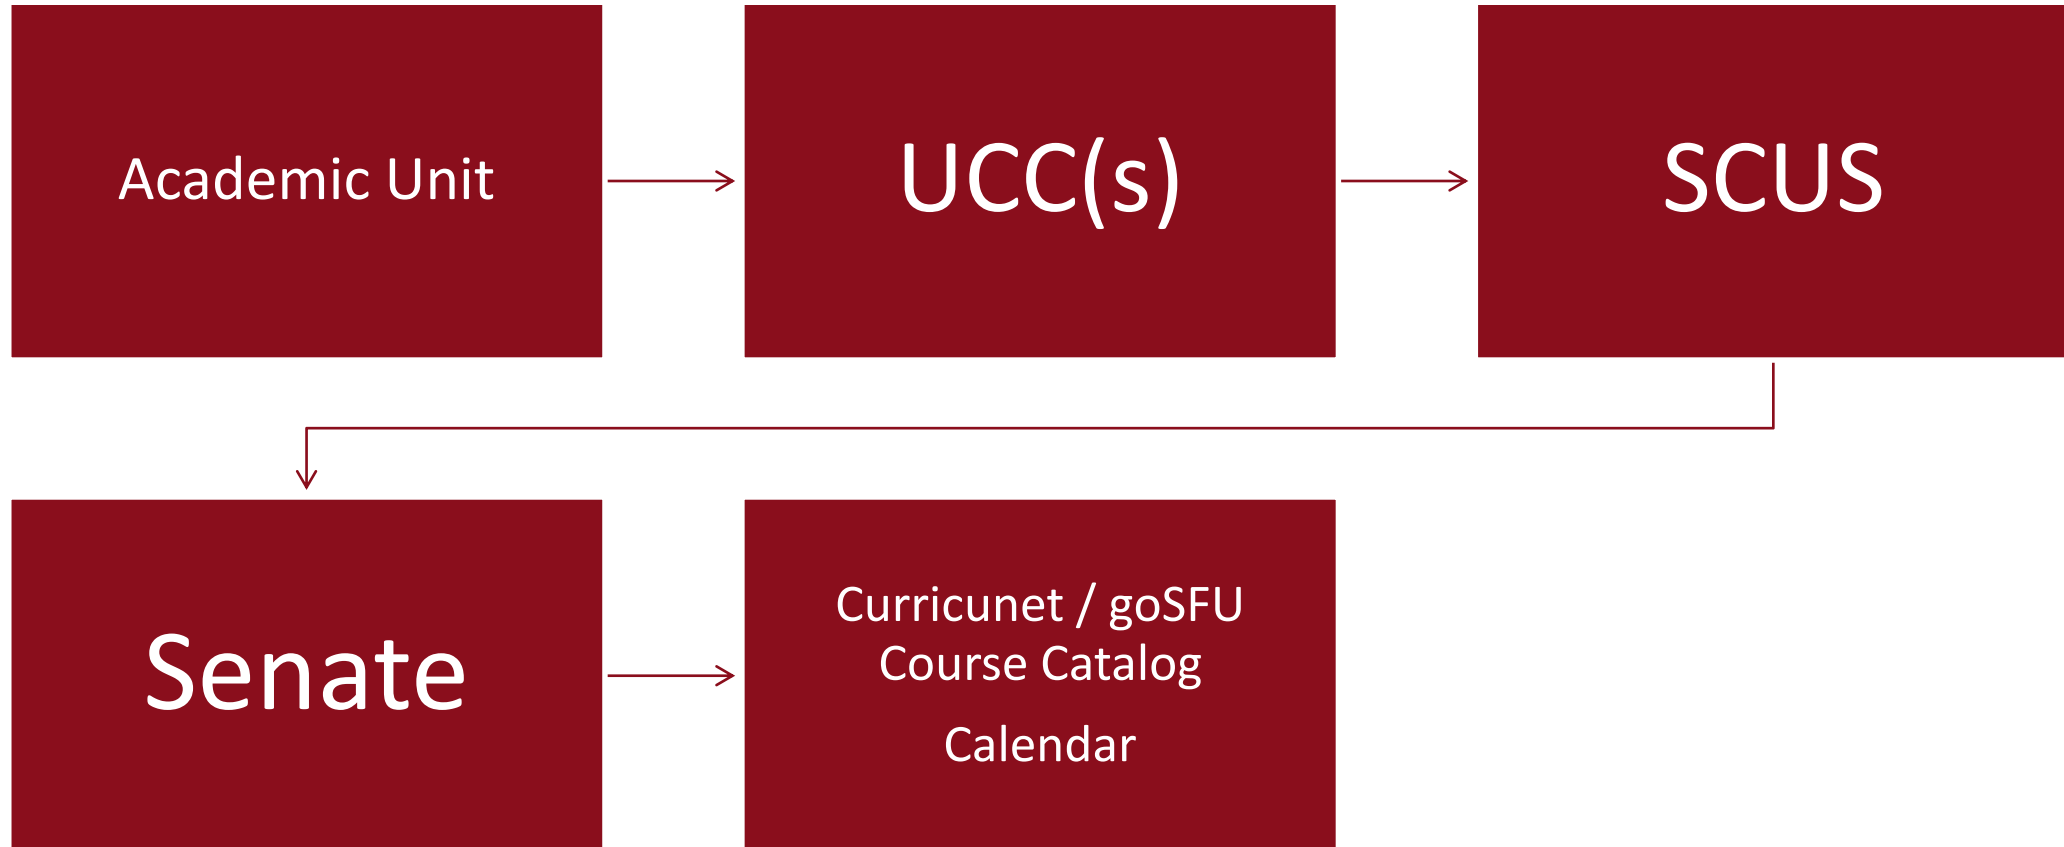 Academic Unit
UCC(s)
SCUS
Senate
Curricunet / goSFU
Course Catalog
Calendar